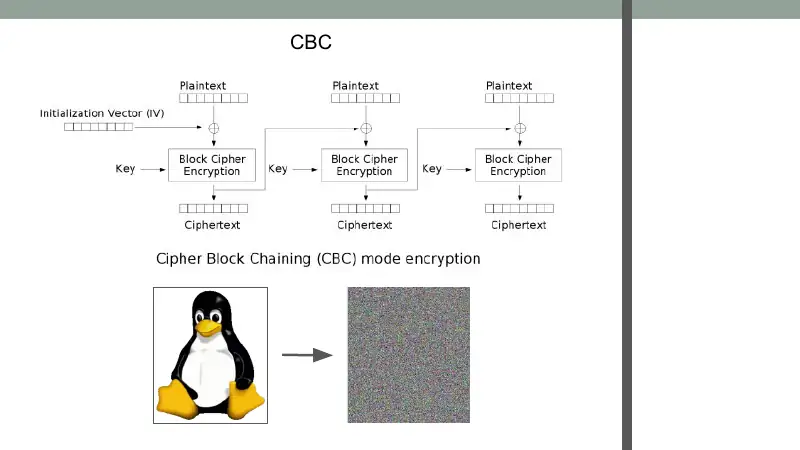 CBC
Plaintext Plaintext Plaintext
Initialization Vector (IV)
Key Block Cipher Encryption Key Block Cipher Encryption Key Block Cipher Encryption
Ciphertext Ciphertext Ciphertext
Cipher Block Chaining (CBC) mode encryption